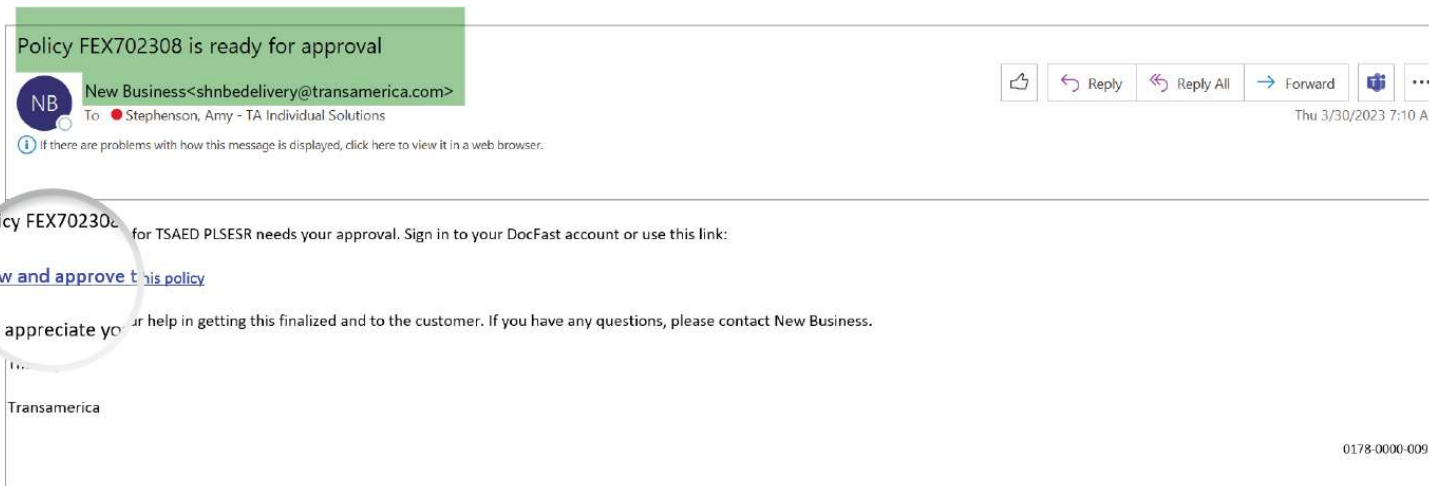 Policy FEX702308 is ready for approval
NB
New Business<shnbedelivery@transamerica.com>
Reply
Reply All
Forward
To Stephenson, Amy - TA Individual Solutions
Thu 3/30/2023 7:10 A
If there are problems with how this message is displayed, click here to view it in a web browser.
icy FEX702308 for TSAED PLSESR needs your approval. Sign in to your DocFast account or use this link:
w and approve this policy
appreciate your help in getting this finalized and to the customer. If you have any questions, please contact New Business.
Transamerica
0178-0000-009